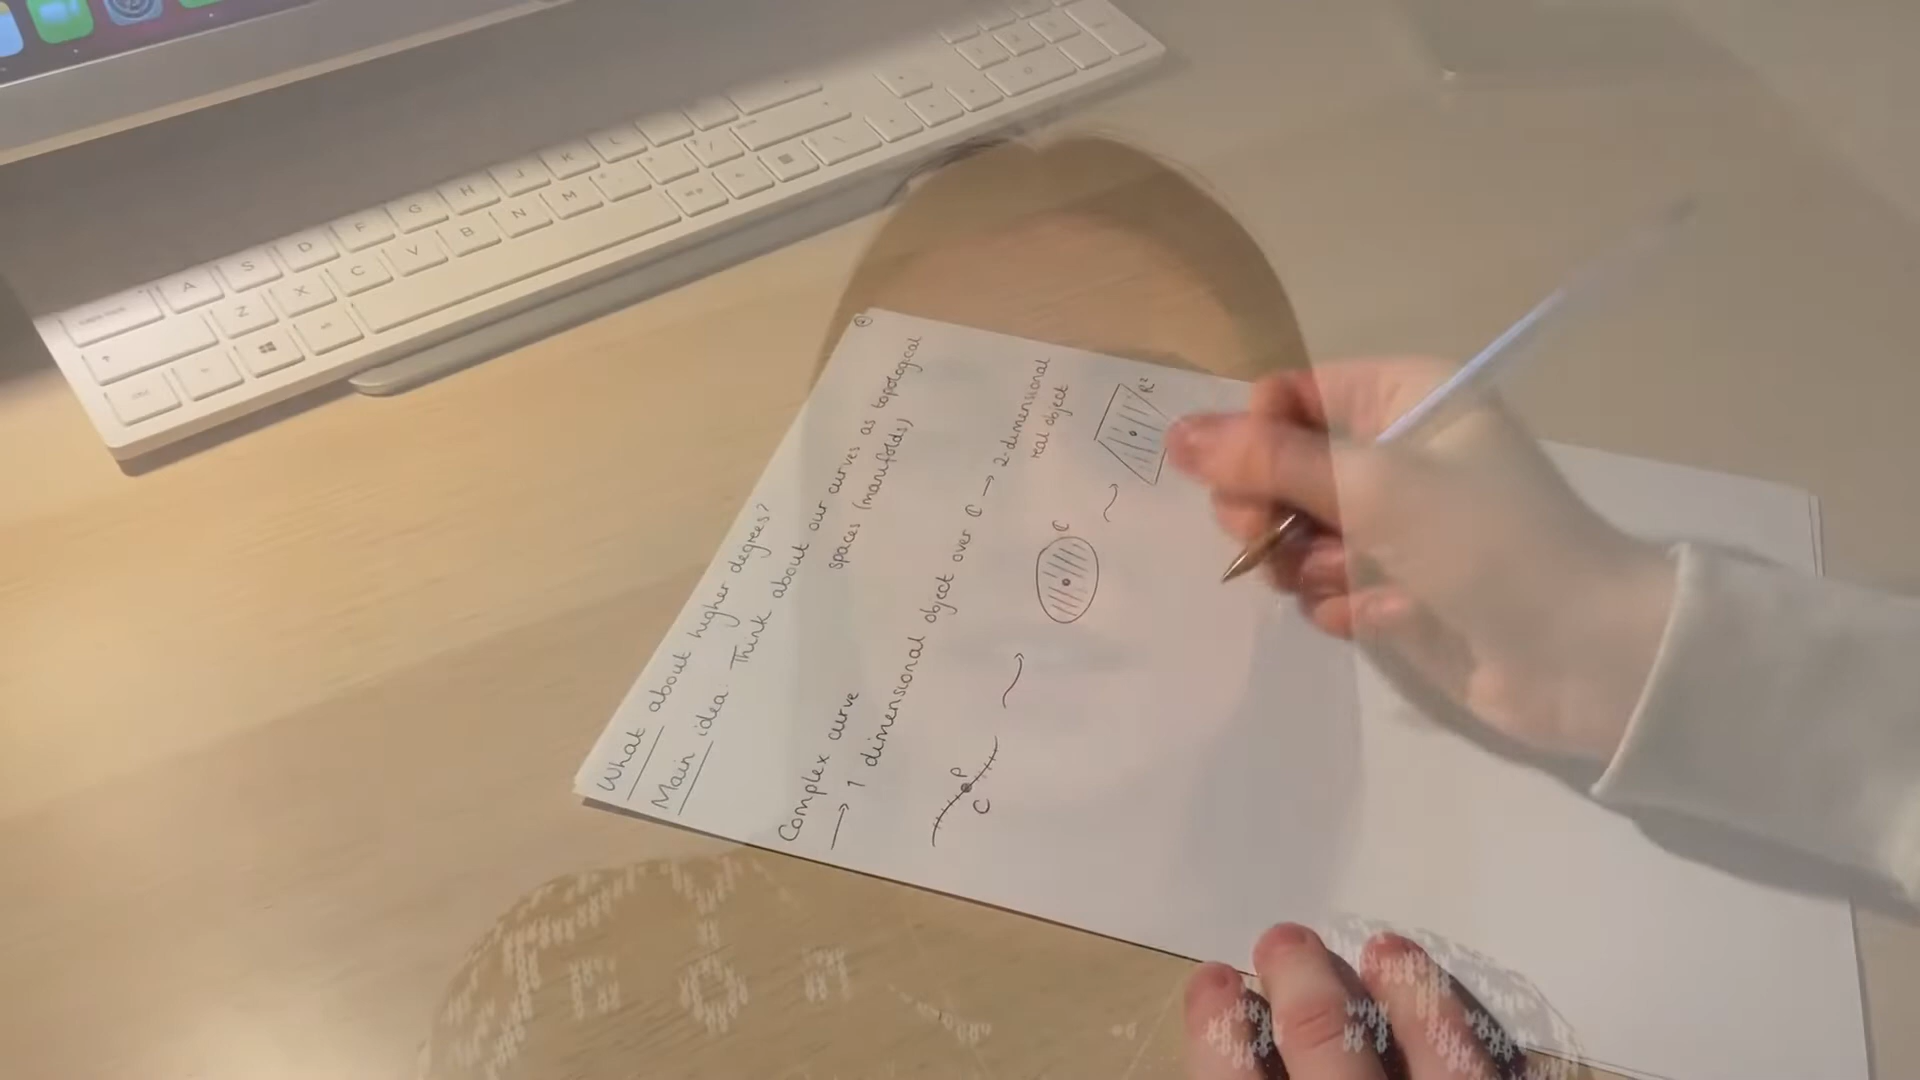 2
What about higher degrees?
Main idea: Think about our curves as topological
spaces (manifolds)
Complex curve
→ 1 dimensional object over ℂ → 2-dimensional
real object
P
C
ℂ
R²
A
S
D
F
G
H
J
K
L
Z
X
C
V
B
N
M